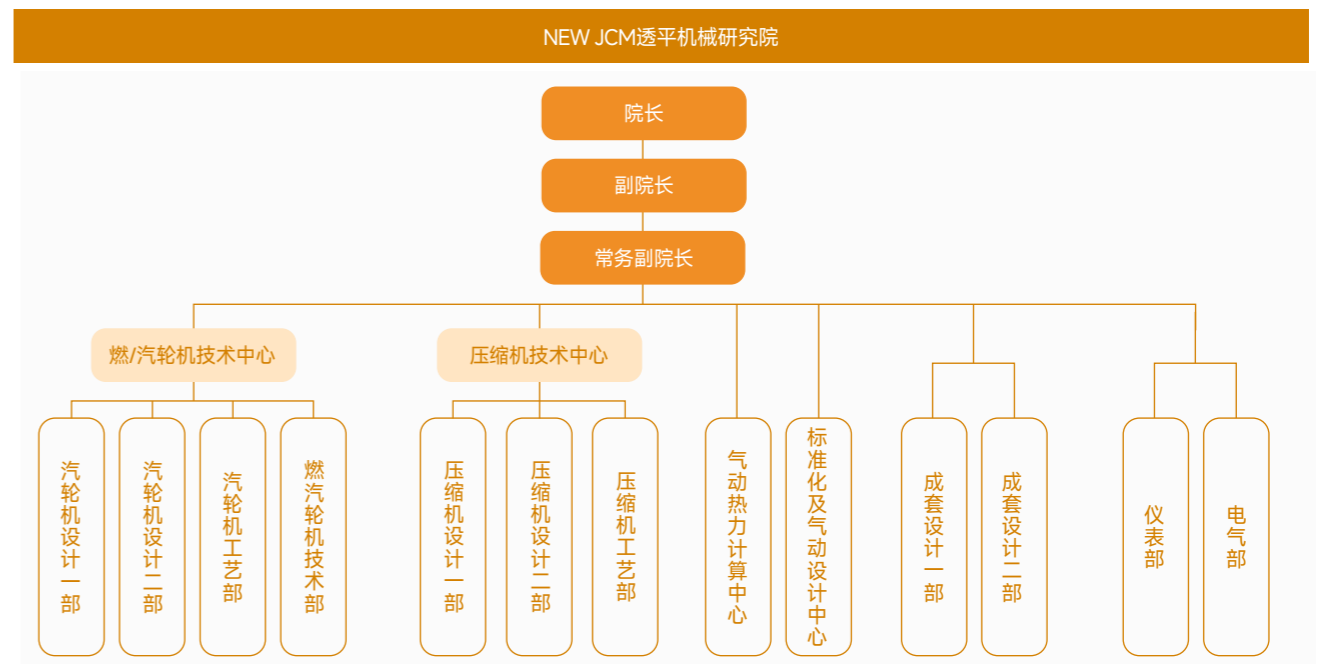 NEW JCM透平机械研究院
院长
副院长
常务副院长
燃/汽轮机技术中心
压缩机技术中心
汽轮机设计一部
汽轮机设计二部
汽轮机工艺部
燃汽轮机技术部
压缩机设计一部
压缩机设计二部
压缩机工艺部
气动热力计算中心
标准化及气动设计中心
成套设计一部
成套设计二部
仪表部
电气部